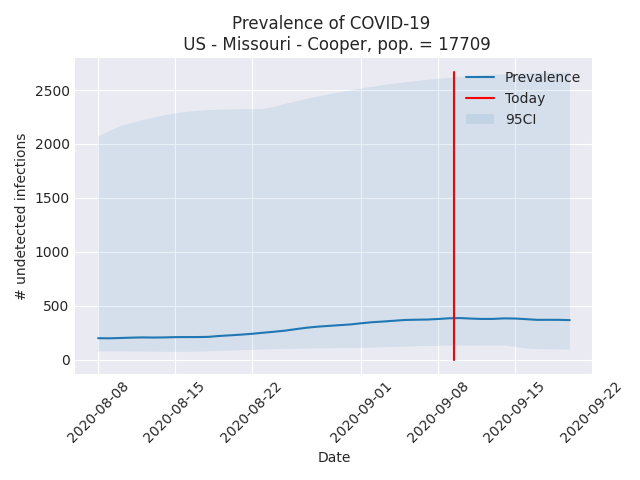 Prevalence of COVID-19
US - Missouri - Cooper, pop. = 17709
Prevalence
Today
95CI
# undetected infections
2500
2000
1500
1000
500
0
2020-08-08
2020-08-15
2020-08-22
2020-09-01
2020-09-08
2020-09-15
2020-09-22
Date